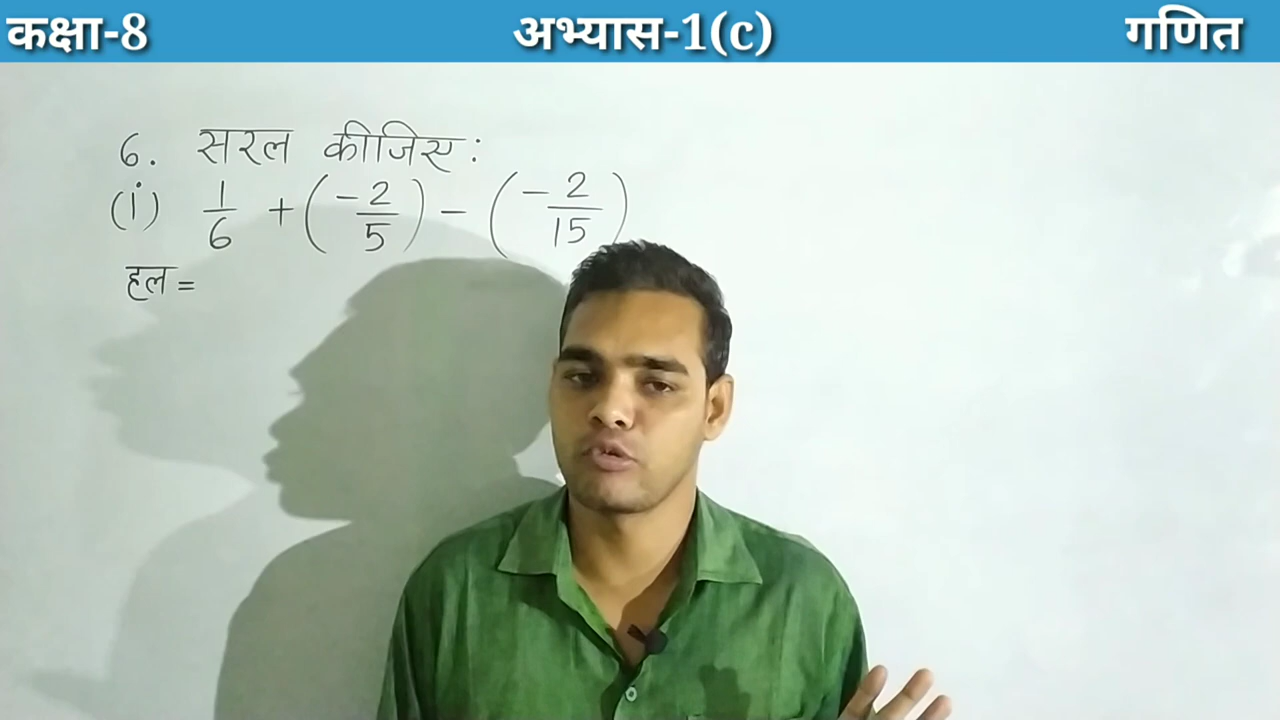 कक्षा-8 अभ्यास-1(c) गणित
6. सरल कीजिए:
(i) 1/6 + (-2/5) - (-2/15)
हल =